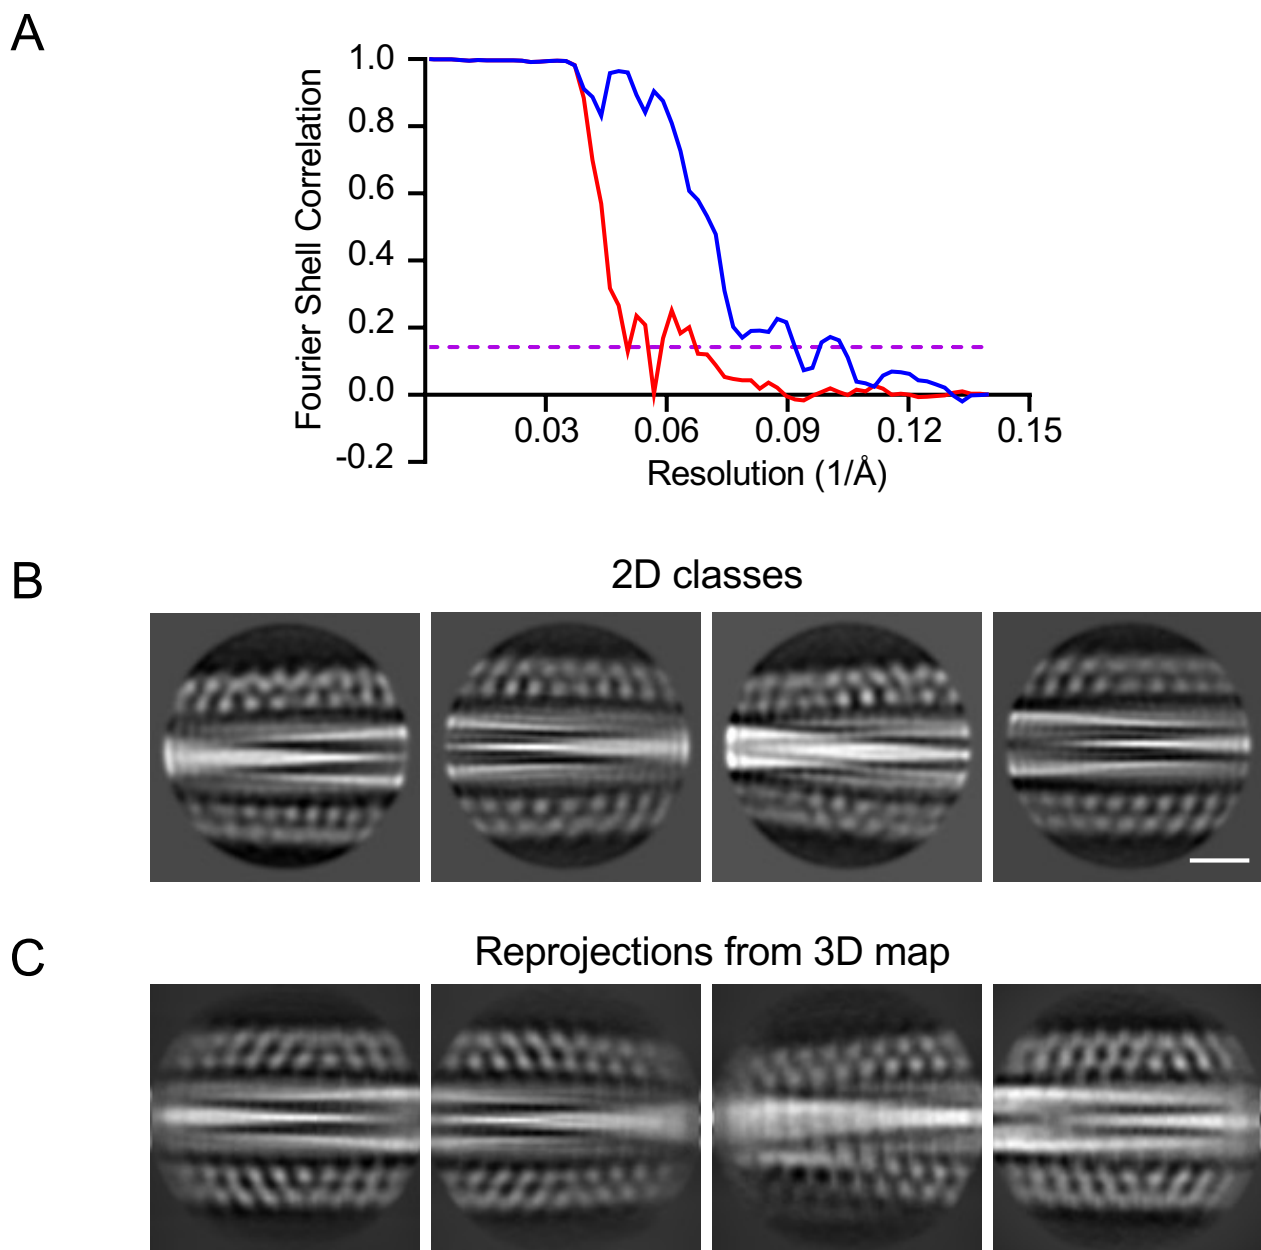 A
1.0
0.8
0.6
0.4
0.2
0.0
-0.2
Fourier Shell Correlation
0.03 0.06 0.09 0.12 0.15
Resolution (1/Å)
B
2D classes
C
Reprojections from 3D map